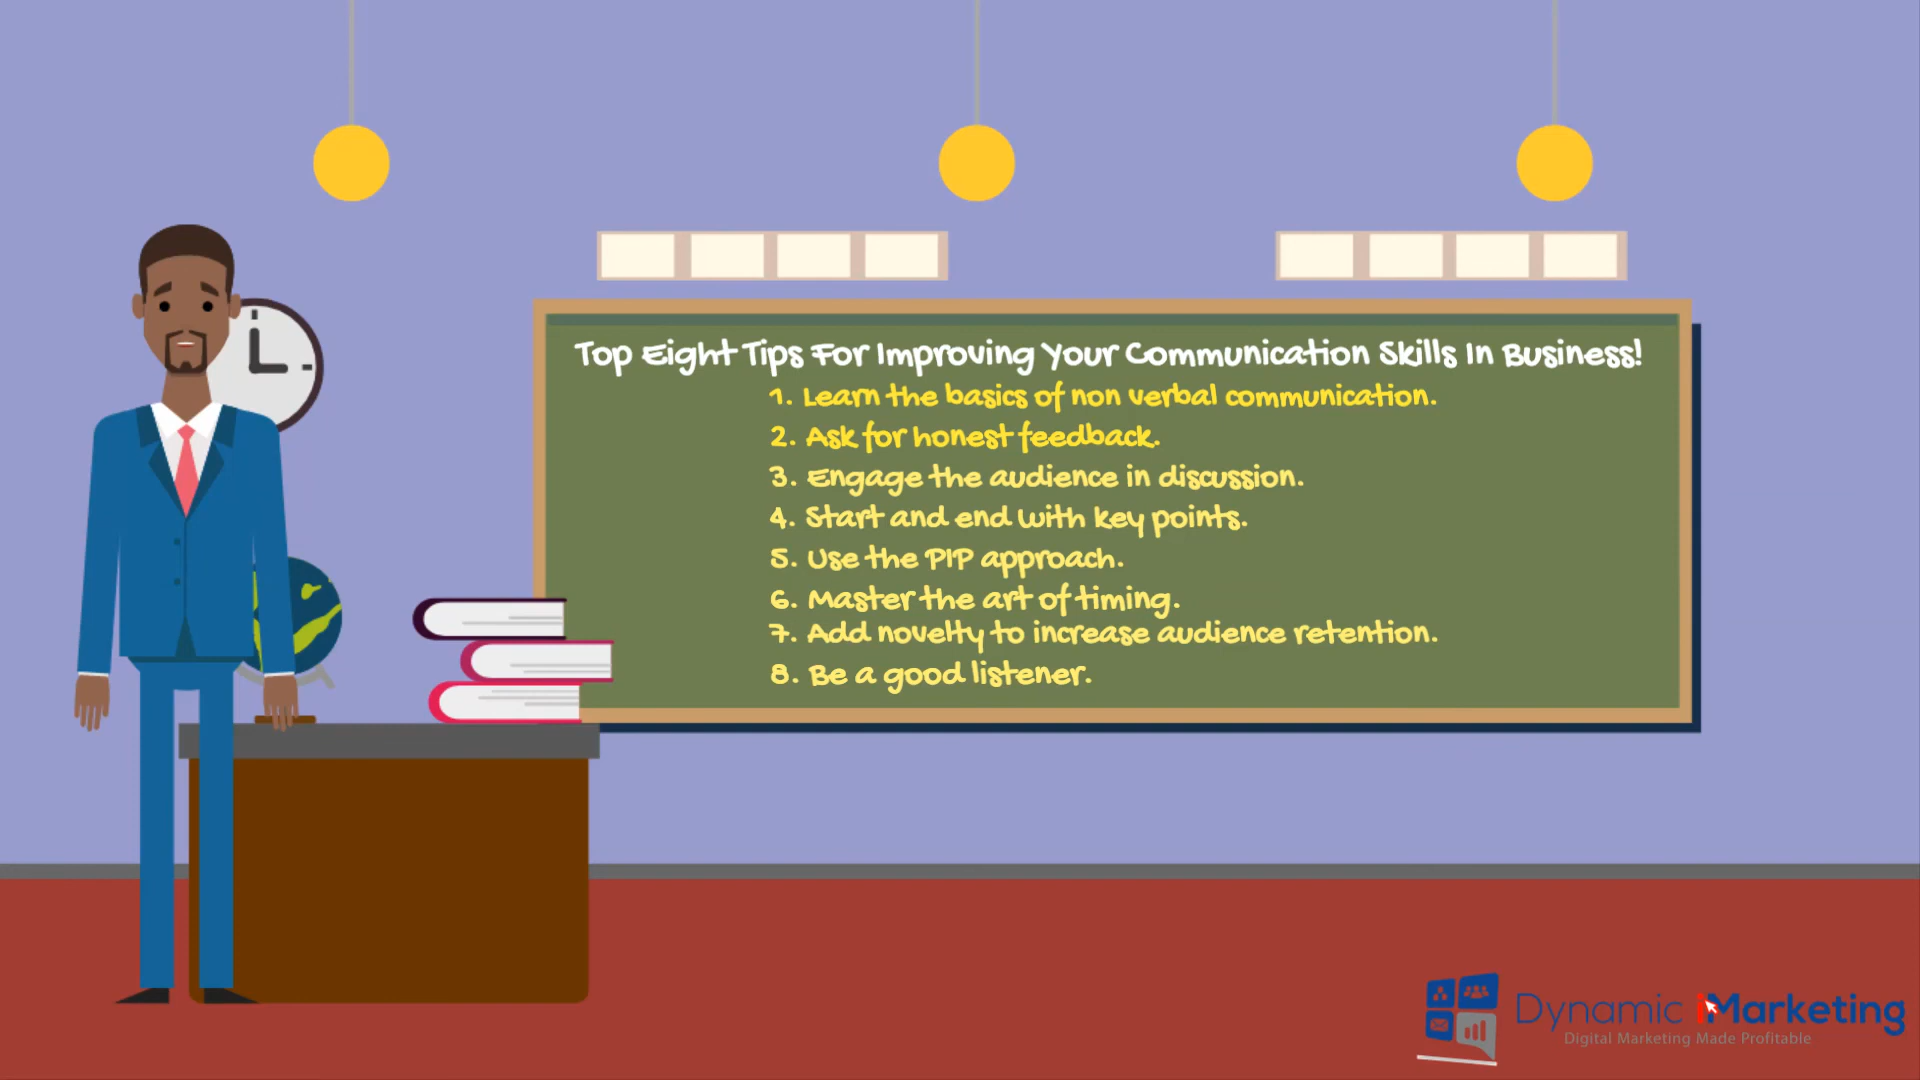 Top Eight Tips For Improving Your Communication Skills In Business!
1. Learn the basics of non verbal communication.
2. Ask for honest feedback.
3. Engage the audience in discussion.
4. Start and end with key points.
5. Use the PIP approach.
6. Master the art of timing.
7. Add novelty to increase audience retention.
8. Be a good listener.
Dynamic iMarketing
Digital Marketing Made Profitable